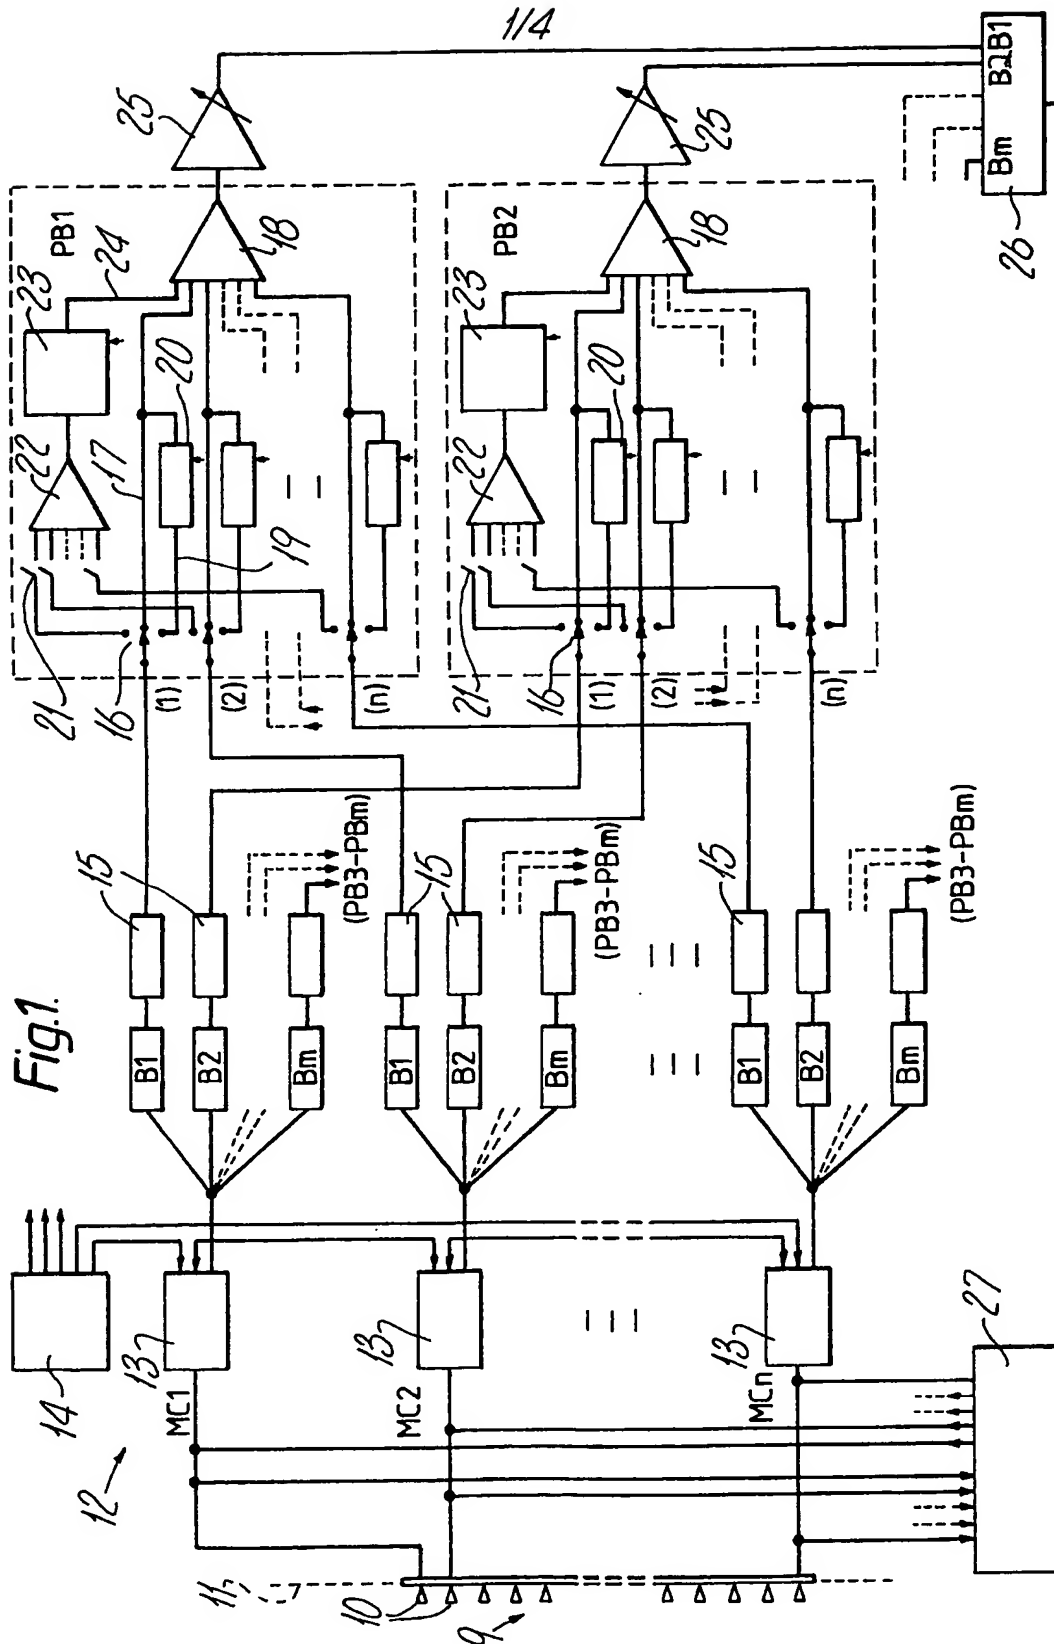 1/4
Fig.1.
25
PB1
23
24
18
22
17
20
19
21
16
(1)
(2)
(n)
25
PB2
23
18
22
20
21
16
(1)
(2)
(n)
Bm B2 B1
26
15
B1
B2
Bm
(PB3-PBm)
15
B1
B2
Bm
(PB3-PBm)
15
B1
B2
Bm
(PB3-PBm)
14
13
MC1
13
MC2
13
MCn
12
11
10
9
27